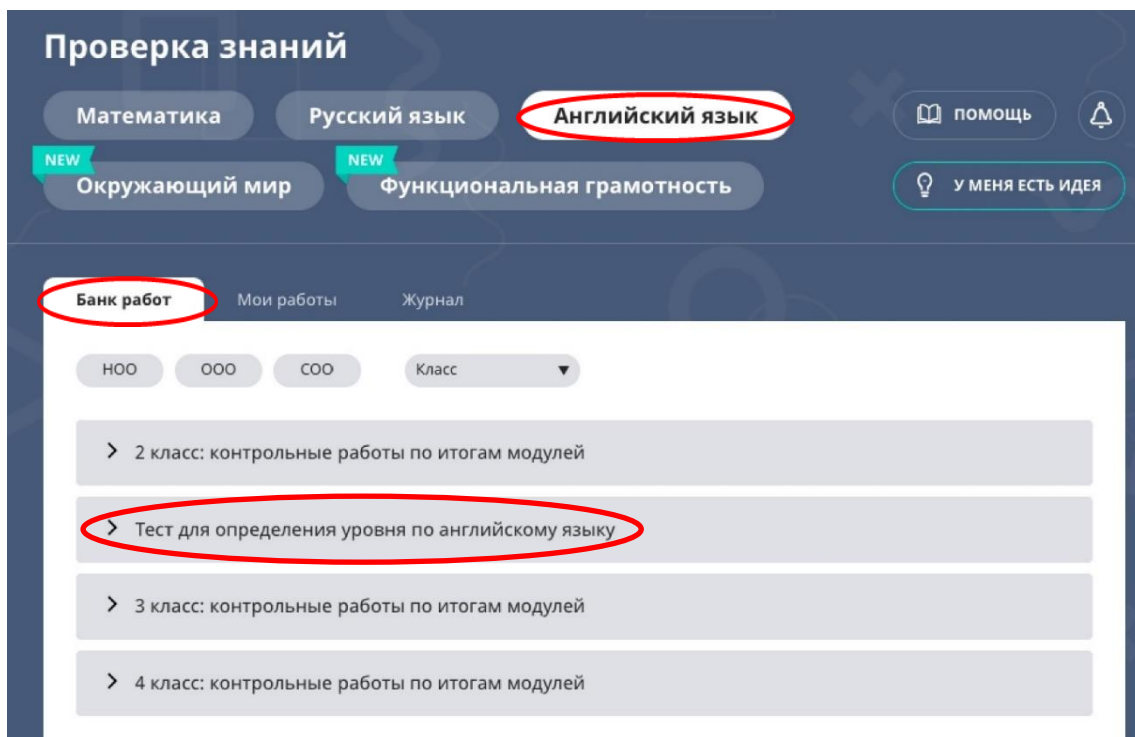 Проверка знаний
Математика Русский язык Английский язык ПОМОЩЬ
NEW NEW
Окружающий мир Функциональная грамотность У МЕНЯ ЕСТЬ ИДЕЯ
Банк работ Мои работы Журнал
НОО ООО СОО Класс
2 класс: контрольные работы по итогам модулей
Тест для определения уровня по английскому языку
3 класс: контрольные работы по итогам модулей
4 класс: контрольные работы по итогам модулей